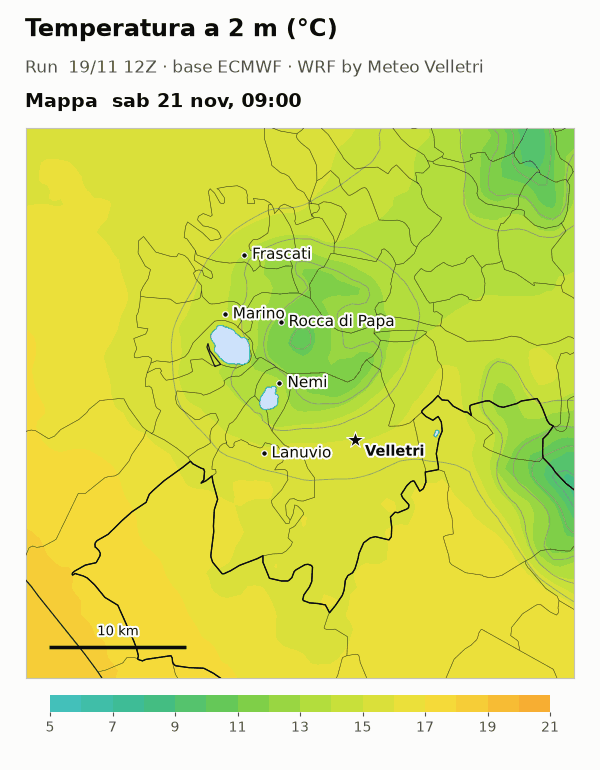 Temperatura a 2 m (°C)
Run  19/11 12Z · base ECMWF · WRF by Meteo Velletri
Mappa  sab 21 nov, 09:00
Frascati
Marino
Rocca di Papa
Nemi
Lanuvio
Velletri
10 km
5 7 9 11 13 15 17 19 21